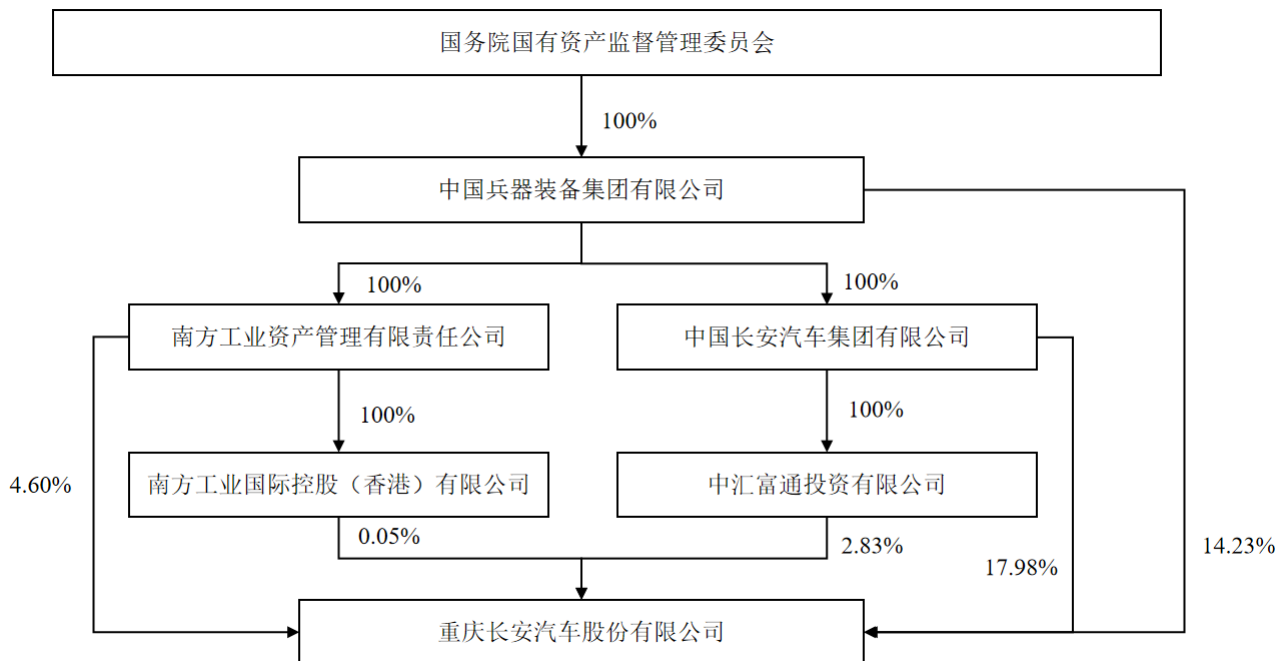 国务院国有资产监督管理委员会
100%
中国兵器装备集团有限公司
100%
100%
南方工业资产管理有限责任公司
中国长安汽车集团有限公司
100%
100%
4.60%
南方工业国际控股（香港）有限公司
中汇富通投资有限公司
0.05%
2.83%
14.23%
17.98%
重庆长安汽车股份有限公司